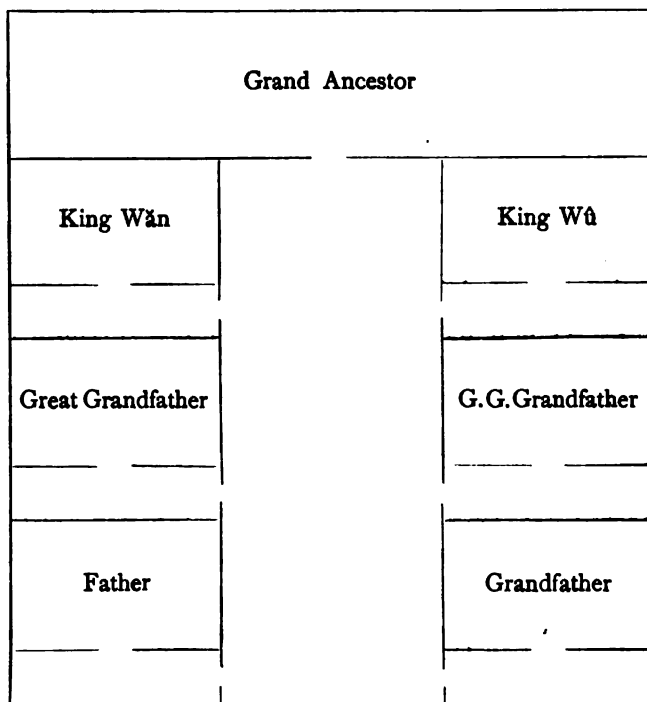 Grand Ancestor
King Wăn
King Wû
Great Grandfather
G. G. Grandfather
Father
Grandfather